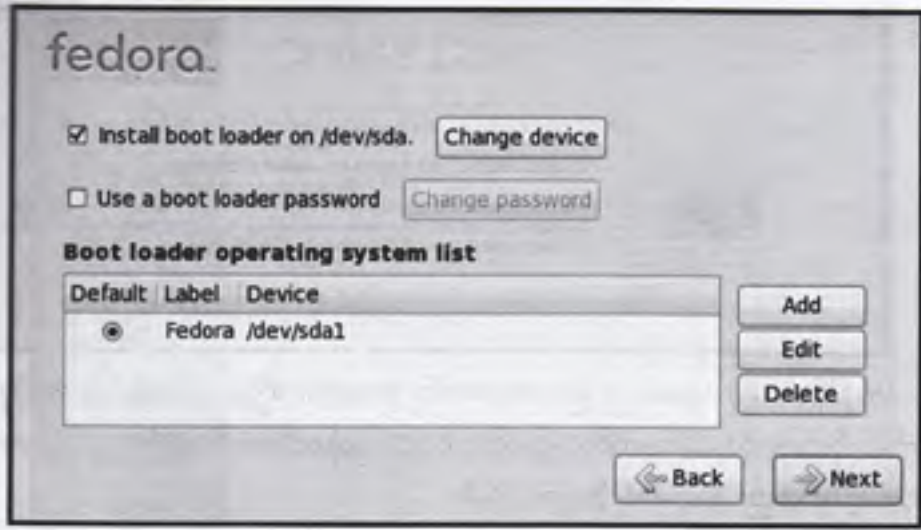 fedora
Install boot loader on /dev/sda. Change device
Use a boot loader password Change password
Boot loader operating system list
Default Label Device
Fedora /dev/sda1
Add
Edit
Delete
Back Next